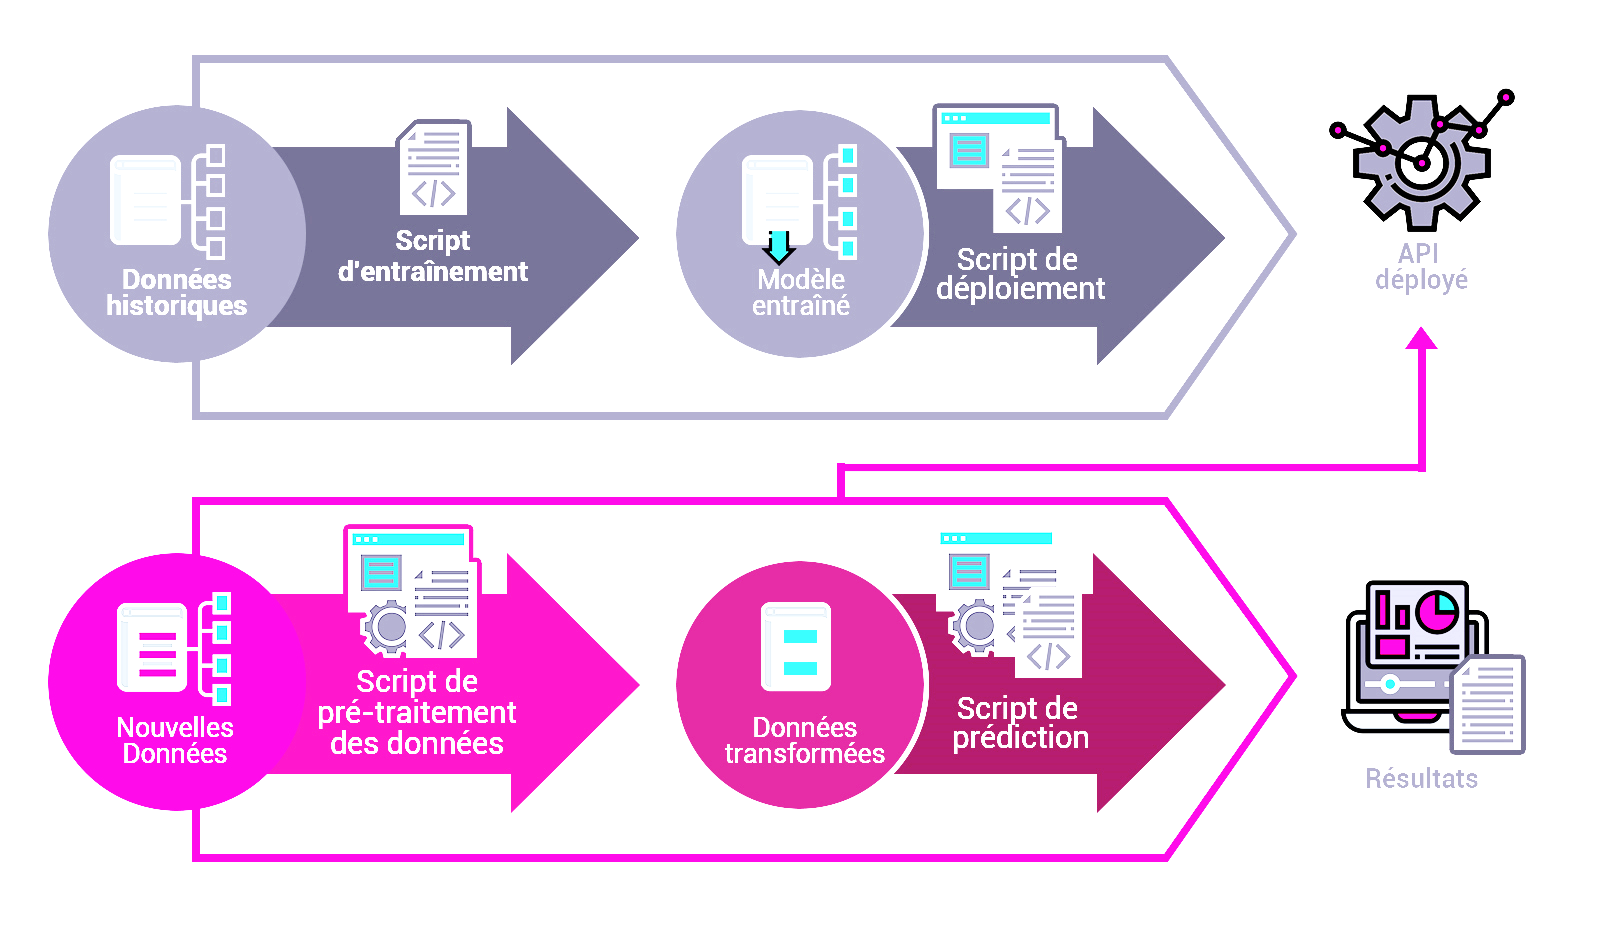 Données
historiques
Script
d'entraînement
Modèle
entraîné
Script de
déploiement
API
déployé
Nouvelles
Données
Script de
pré-traitement
des données
Données
transformées
Script de
prédiction
Résultats